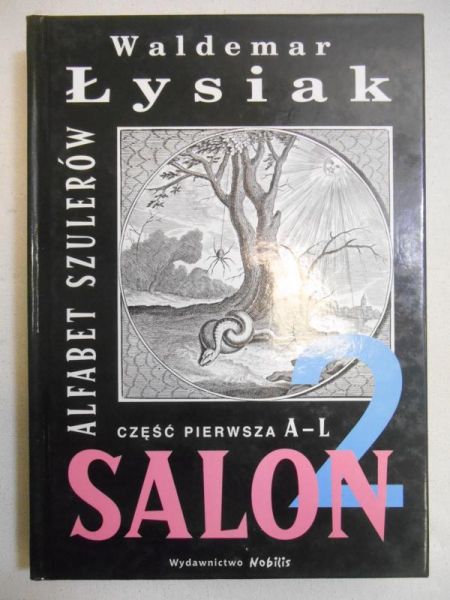 Waldemar
Łysiak
ALFABET SZULERÓW
CZĘŚĆ PIERWSZA A–L
2
SALON
Wydawnictwo Nobilis